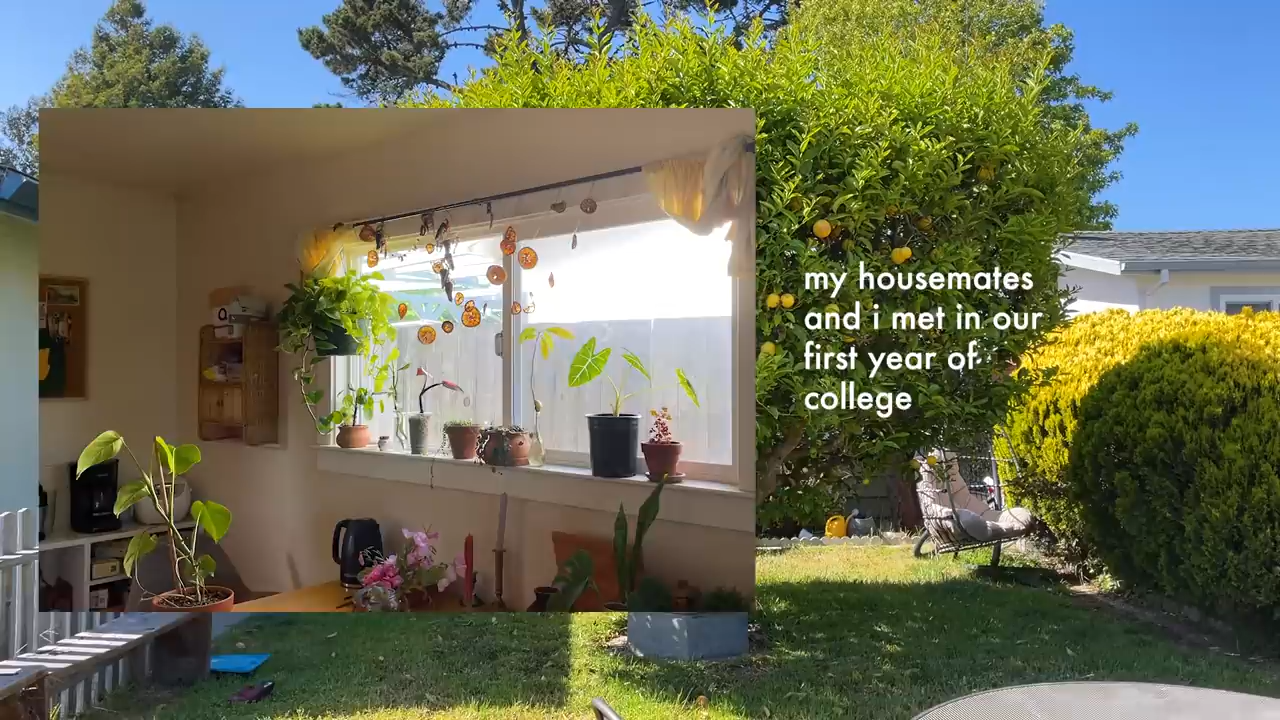 my housemates
and i met in our
first year of
college